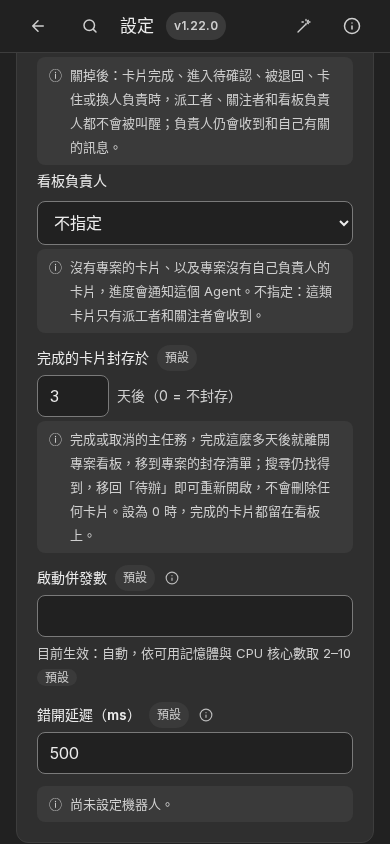 設定 v1.22.0
關掉後：卡片完成、進入待確認、被退回、卡
住或換人負責時，派工者、關注者和看板負責
人都不會被叫醒；負責人仍會收到和自己有關
的訊息。
看板負責人
不指定
沒有專案的卡片、以及專案沒有自己負責人的
卡片，進度會通知這個 Agent。不指定：這類
卡片只有派工者和關注者會收到。
完成的卡片封存於 預設
3 天後（0 = 不封存）
完成或取消的主任務，完成這麼多天後就離開
專案看板，移到專案的封存清單；搜尋仍找得
到，移回「待辦」即可重新開啟，不會刪除任
何卡片。設為 0 時，完成的卡片都留在看板
上。
啟動併發數 預設
目前生效：自動，依可用記憶體與 CPU 核心數取 2–10
預設
錯開延遲（ms） 預設
500
尚未設定機器人。